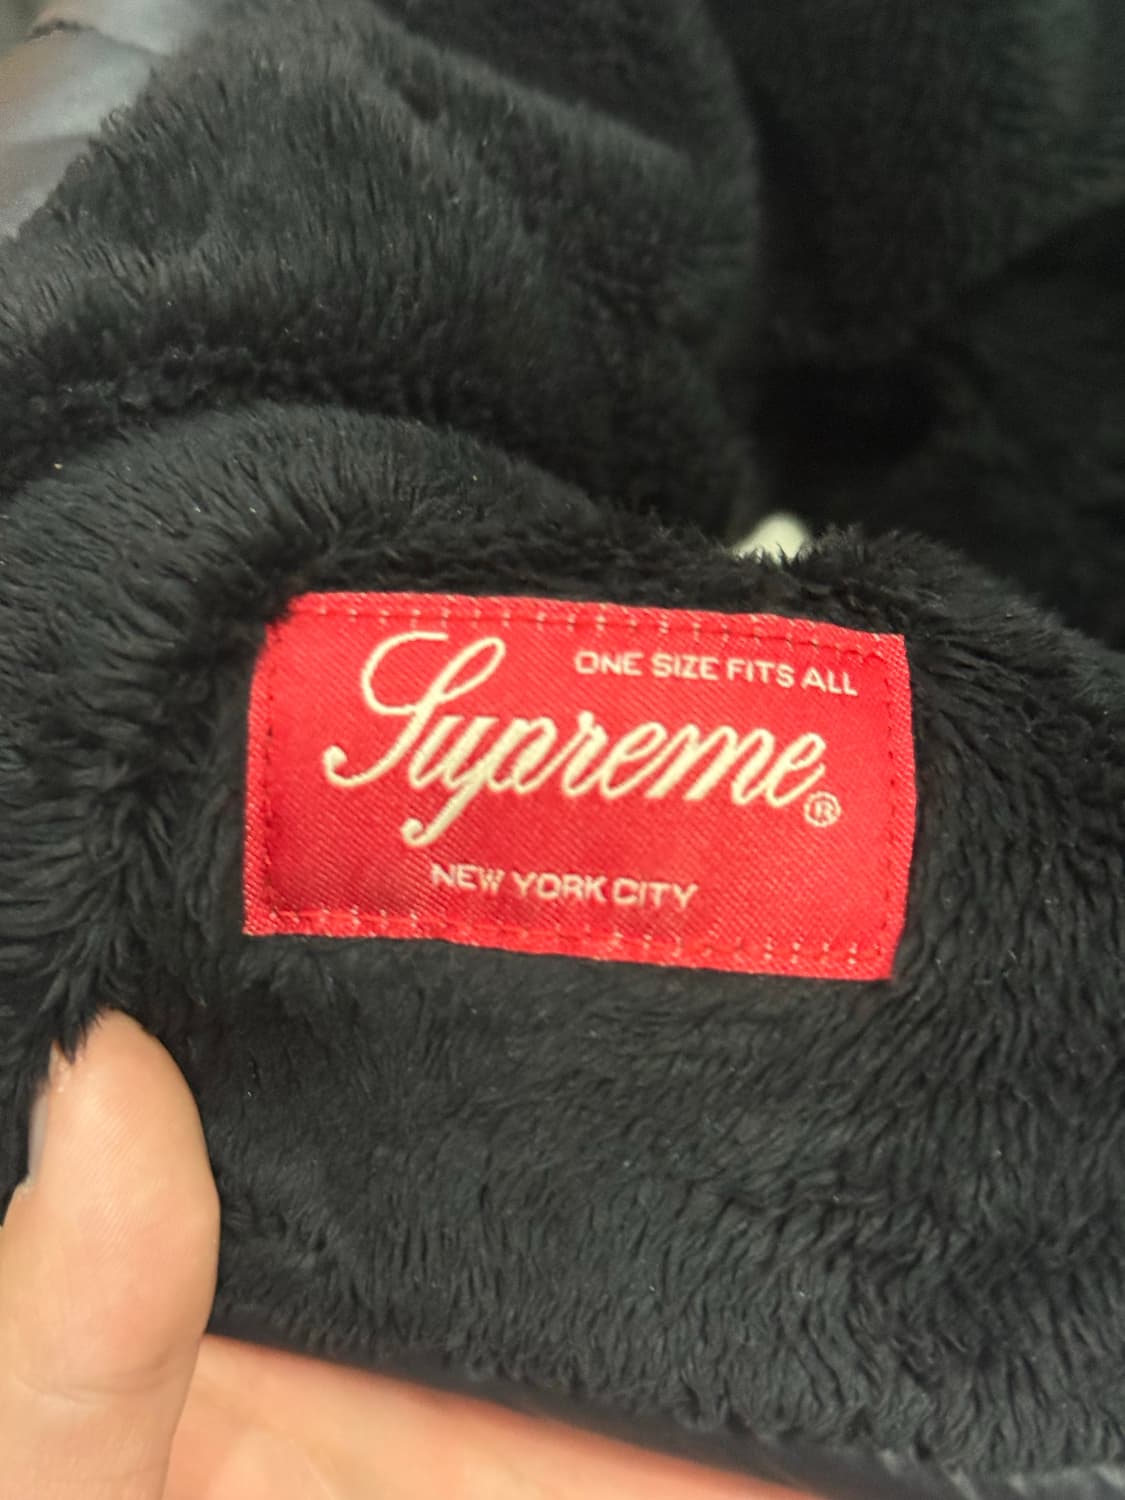 ONE SIZE FITS ALL
Supreme®
NEW YORK CITY